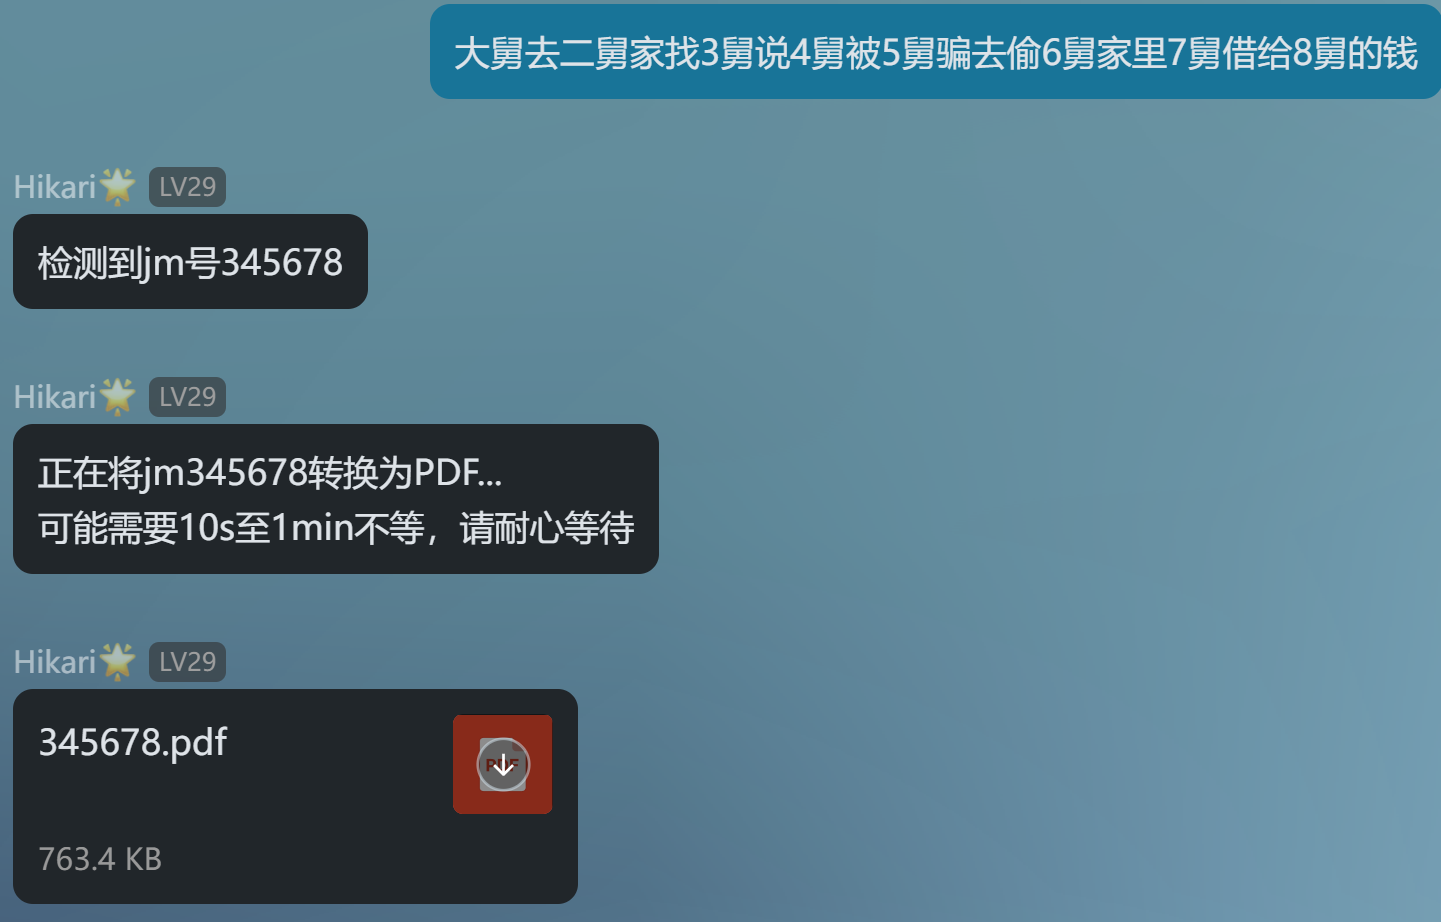 大舅去二舅家找3舅说4舅被5舅骗去偷6舅家里7舅借给8舅的钱
Hikari🌟 LV29
检测到jm号345678
Hikari🌟 LV29
正在将jm345678转换为PDF...
可能需要10s至1min不等，请耐心等待
Hikari🌟 LV29
345678.pdf
PDF
763.4 KB